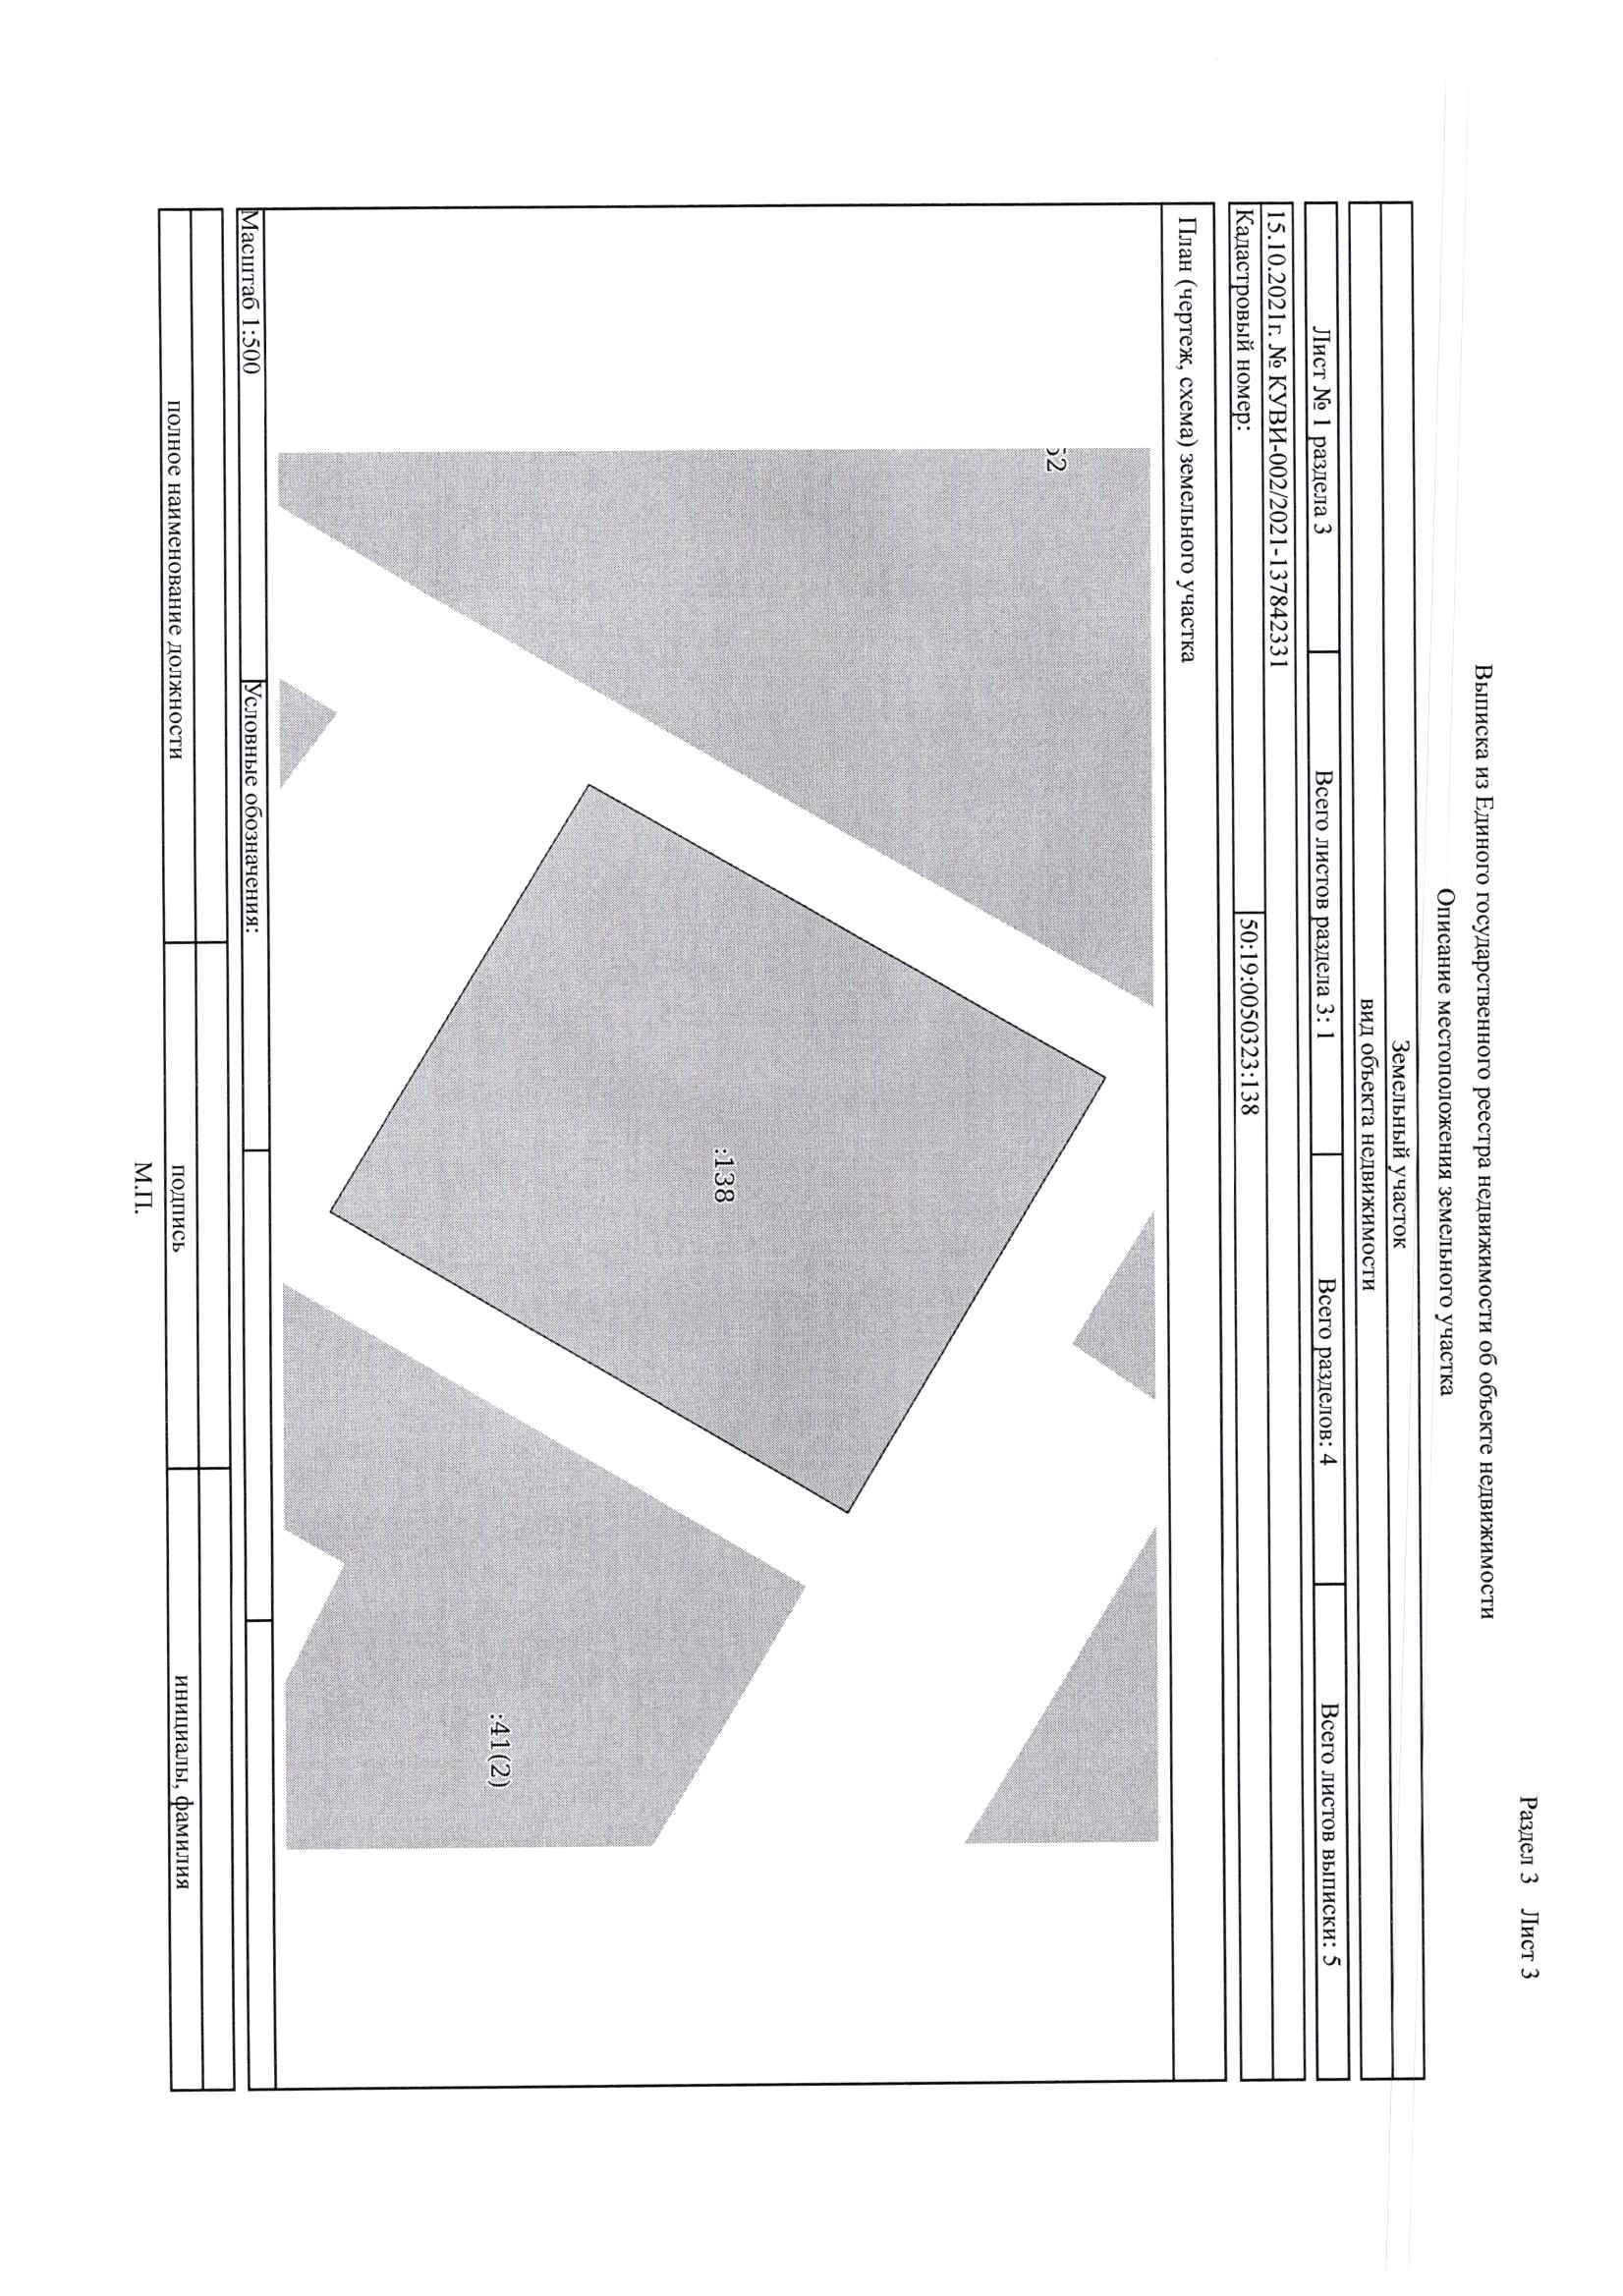 Раздел 3 Лист 3
Выписка из Единого государственного реестра недвижимости об объекте недвижимости
Описание местоположения земельного участка
Земельный участок
вид объекта недвижимости
Лист № 1 раздела 3 Всего листов раздела 3: 1 Всего разделов: 4 Всего листов выписки: 5
15.10.2021г. № КУВИ-002/2021-137842331
Кадастровый номер: 50:19:0050323:138
План (чертеж, схема) земельного участка
:138
:41(2)
Масштаб 1:500 Условные обозначения:
полное наименование должности подпись инициалы, фамилия
М.П.